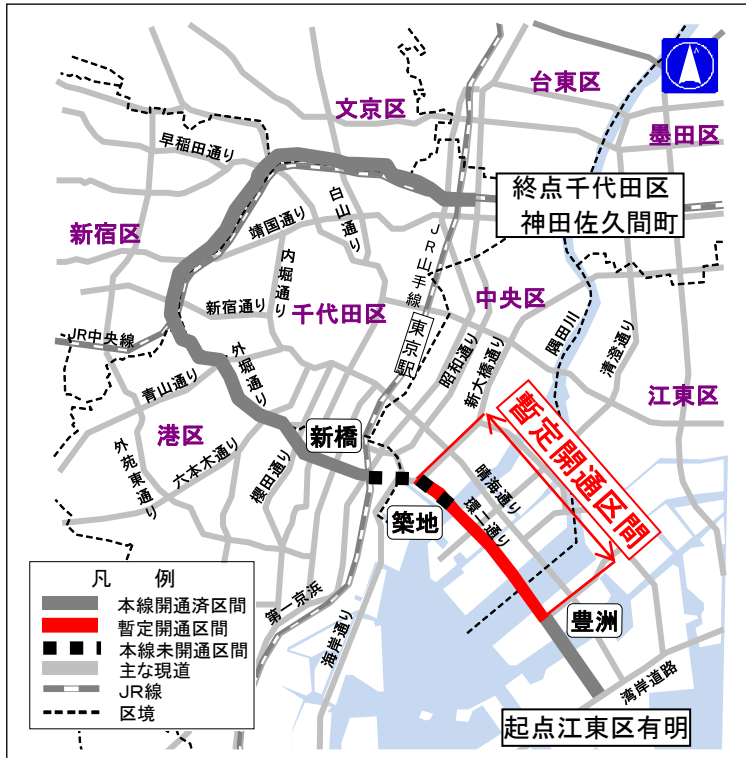 台東区
文京区
墨田区
早稲田通り
終点千代田区
神田佐久間町
白山通り
新宿区
靖国通り
JR山手線
内堀通り
中央区
新宿通り
千代田区
隅田川
JR中央線
東京駅
昭和通り
清澄通り
外堀通り
新大橋通り
青山通り
江東区
港区
新橋
暫定開通区間
外苑東通り
六本木通り
櫻田通り
晴海通り
環二通り
築地
凡 例
本線開通済区間
暫定開通区間
本線未開通区間
主な現道
JR線
区境
第一京浜
海岸通り
豊洲
湾岸道路
起点江東区有明